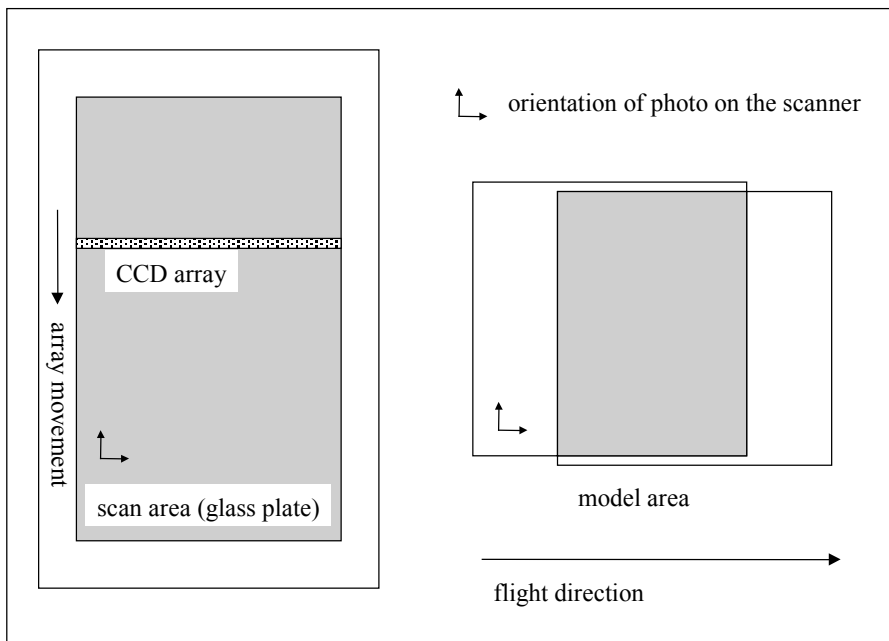 CCD array
array movement
scan area (glass plate)
orientation of photo on the scanner
model area
flight direction